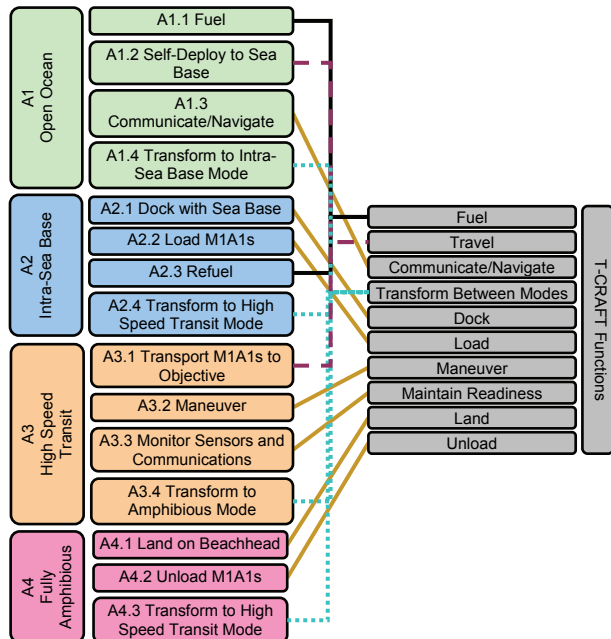 A1
Open Ocean
A1.1 Fuel
A1.2 Self-Deploy to Sea
Base
A1.3
Communicate/Navigate
A1.4 Transform to Intra-
Sea Base Mode
A2
Intra-Sea Base
A2.1 Dock with Sea Base
A2.2 Load M1A1s
A2.3 Refuel
A2.4 Transform to High
Speed Transit Mode
A3
High Speed
Transit
A3.1 Transport M1A1s to
Objective
A3.2 Maneuver
A3.3 Monitor Sensors and
Communications
A3.4 Transform to
Amphibious Mode
A4
Fully
Amphibious
A4.1 Land on Beachhead
A4.2 Unload M1A1s
A4.3 Transform to High
Speed Transit Mode
Fuel
Travel
Communicate/Navigate
Transform Between Modes
Dock
Load
Maneuver
Maintain Readiness
Land
Unload
T-CRAFT Functions